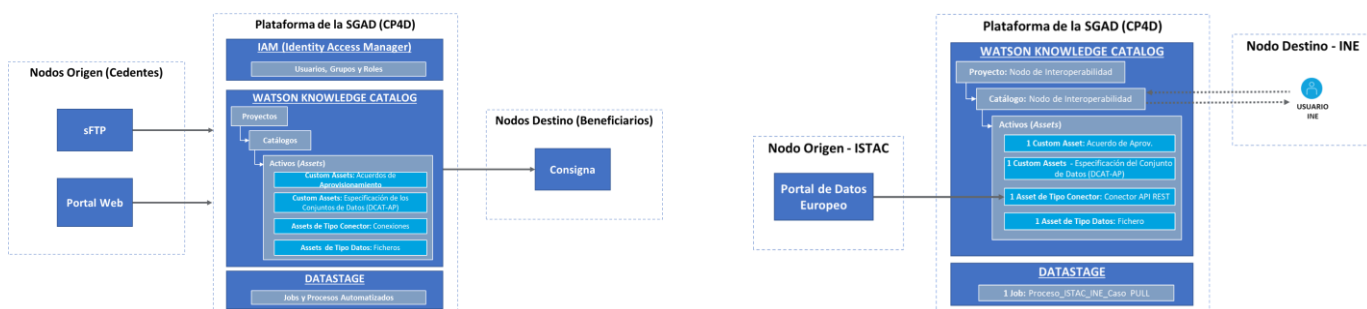 Plataforma de la SGAD (CP4D)
IAM (Identity Access Manager)
Usuarios, Grupos y Roles
Nodos Origen (Cedentes)
sFTP
Portal Web
WATSON KNOWLEDGE CATALOG
Proyectos
Catálogos
Activos (Assets)
Custom Assets: Acuerdos de
Aprovisionamiento
Custom Assets: Especificación de los
Conjuntos de Datos (DCAT-AP)
Assets de Tipo Conector: Conexiones
Assets de Tipo Datos: Ficheros
DATASTAGE
Jobs y Procesos Automatizados
Nodos Destino (Beneficiarios)
Consigna
Plataforma de la SGAD (CP4D)
WATSON KNOWLEDGE CATALOG
Proyecto: Nodo de Interoperabilidad
Catálogo: Nodo de Interoperabilidad
Activos (Assets)
1 Custom Asset: Acuerdo de Aprov.
1 Custom Assets - Especificación del Conjunto
de Datos (DCAT-AP)
1 Asset de Tipo Conector: Conector API REST
1 Asset de Tipo Datos: Fichero
DATASTAGE
1 Job: Proceso_ISTAC_INE_Caso PULL
Nodo Origen - ISTAC
Portal de Datos
Europeo
Nodo Destino - INE
USUARIO
INE